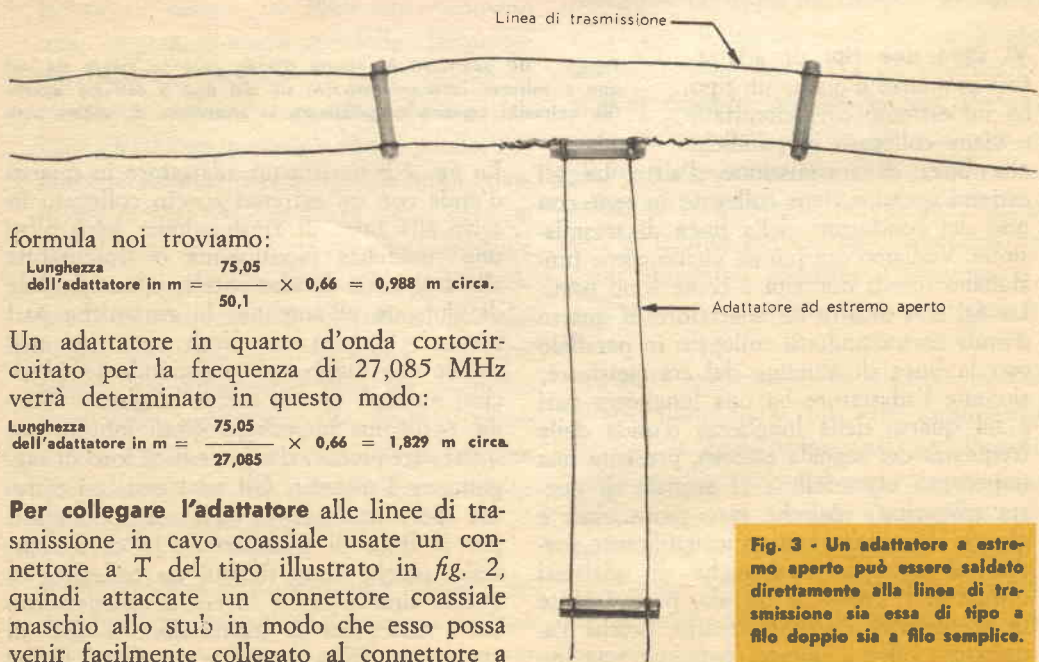 Linea di trasmissione
formula noi troviamo:
Lunghezza 75,05
dell'adattatore in m = ——— × 0,66 = 0,988 m circa.
50,1
Adattatore ad estremo aperto
Un adattatore in quarto d'onda cortocir-
cuitato per la frequenza di 27,085 MHz
verrà determinato in questo modo:
Lunghezza 75,05
dell'adattatore in m = ——— × 0,66 = 1,829 m circa.
27,085
Per collegare l'adattatore alle linee di tra-
smissione in cavo coassiale usate un con-
nettore a T del tipo illustrato in fig. 2,
quindi attaccate un connettore coassiale
maschio allo stub in modo che esso possa
venir facilmente collegato al connettore a
Fig. 3 - Un adattatore a estre-
mo aperto può essere saldato
direttamente alla linea di tra-
smissione sia essa di tipo a
filo doppio sia a filo semplice.